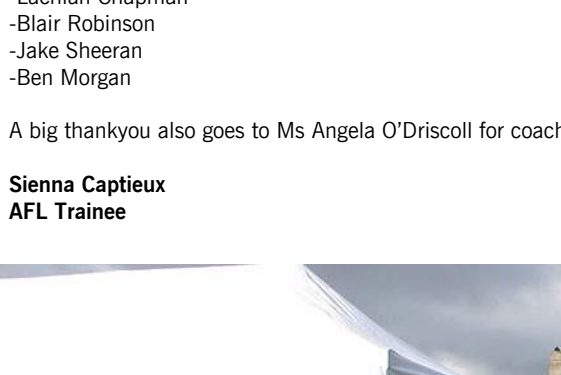 -Blair Robinson
-Jake Sheeran
-Ben Morgan
A big thankyou also goes to Ms Angela O'Driscoll for
Sienna Captieux
AFL Trainee